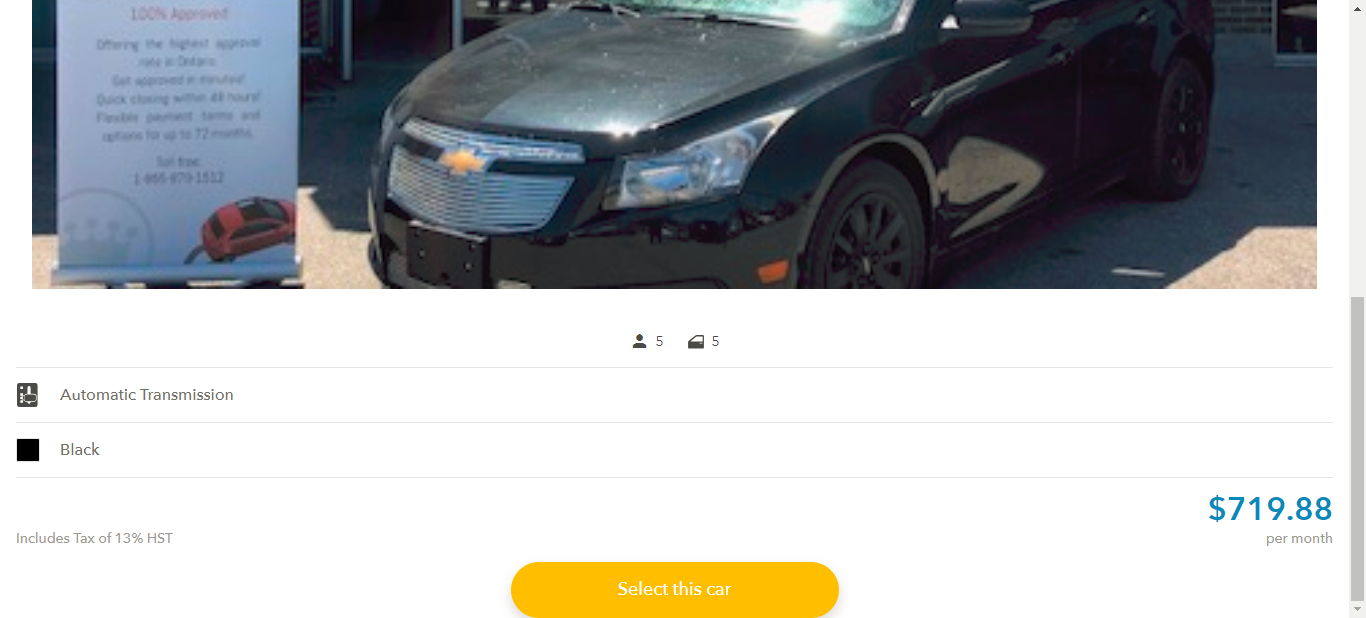 100% Approved
Offering the highest approval
rate in Ontario.
Get approved in minutes!
Quick closing within 48 hours!
Flexible payment terms and
options for up to 72 months.
Toll free:
1-855-879-1512
5 5
Automatic Transmission
Black
$719.88
Includes Tax of 13% HST per month
Select this car